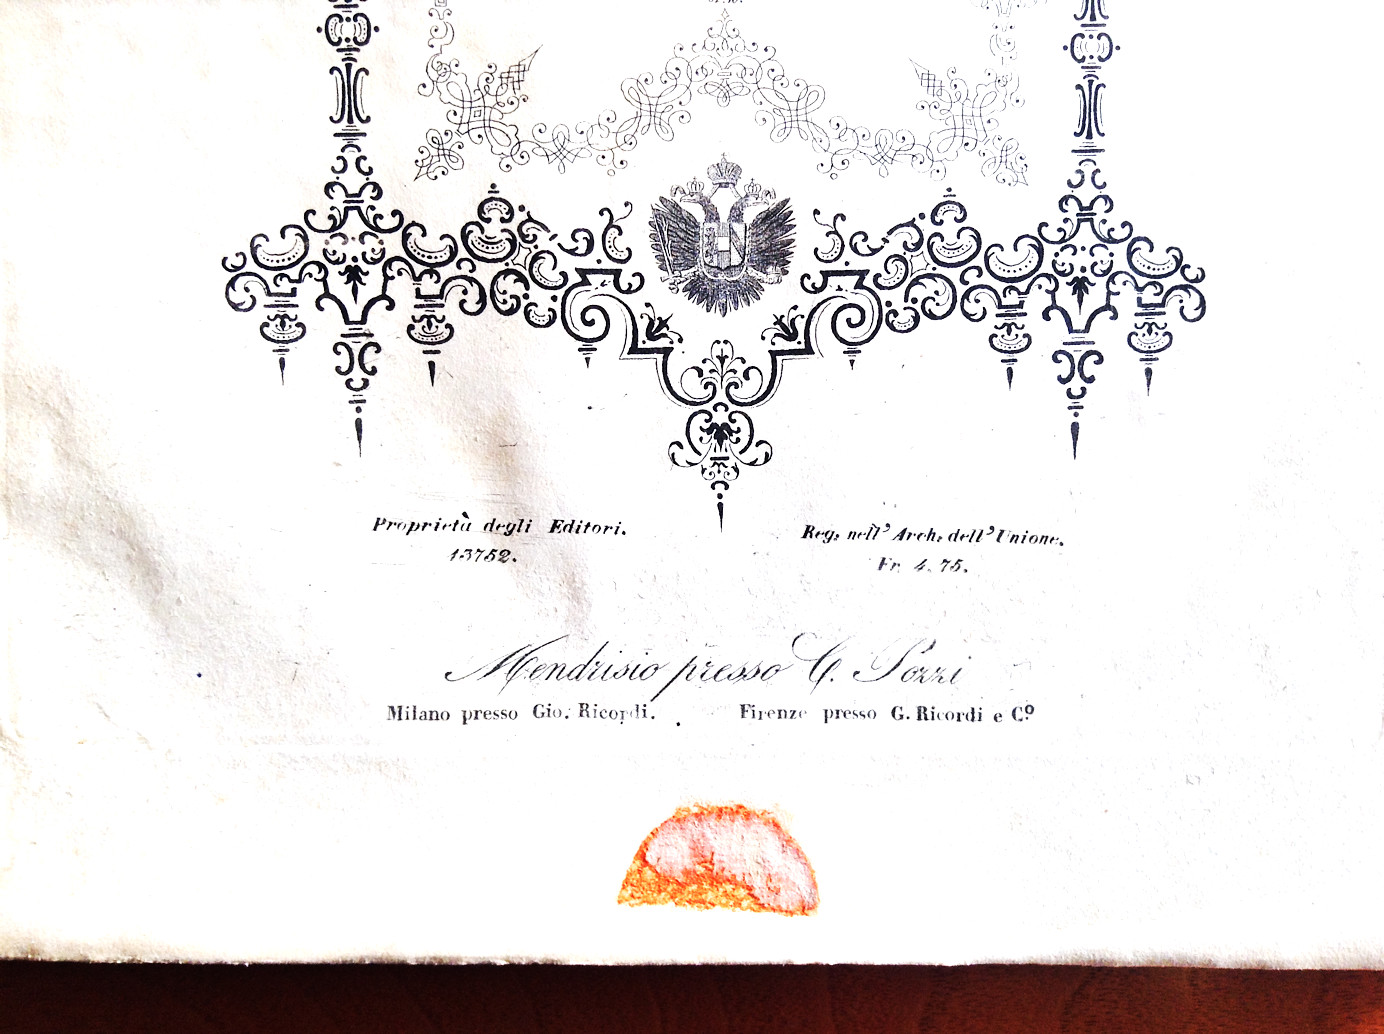 Proprietà degli Editori.
13752.
Reg: nell' Arch: dell' Unione.
Fr. 4. 75.
Mendrisio presso C. Pozzi
Milano presso Gio. Ricordi.
Firenze presso G. Ricordi e Cº